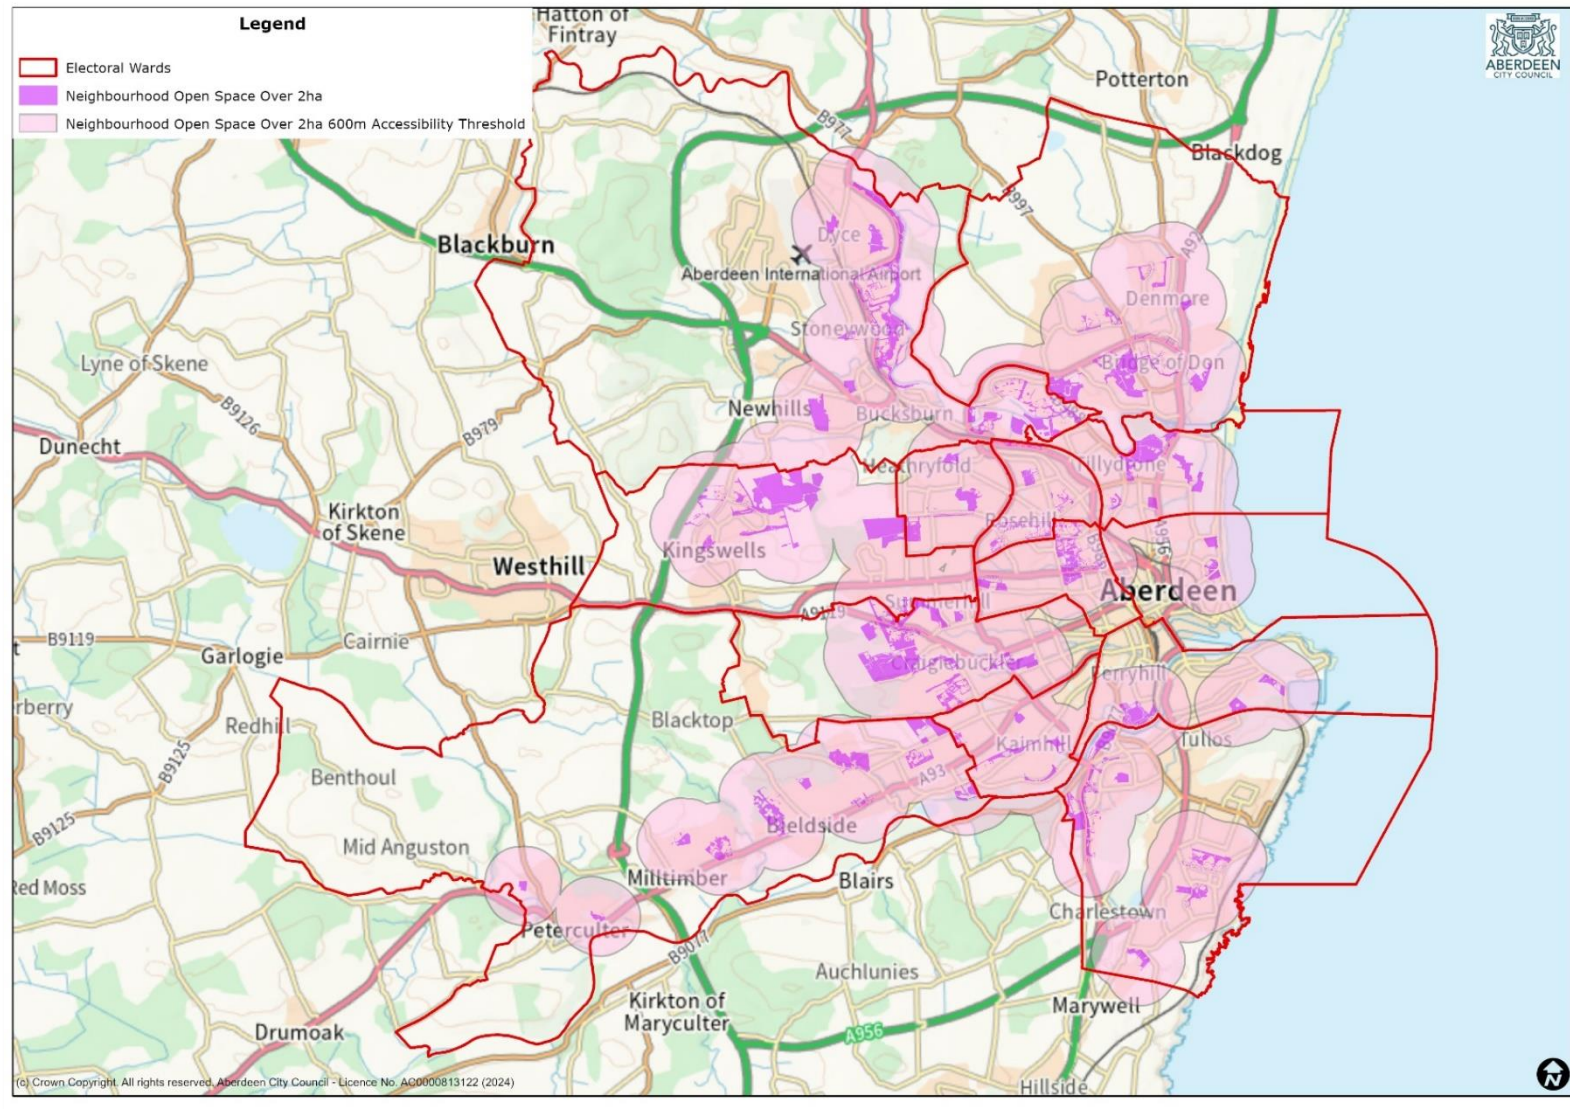 Legend
Electoral Wards
Neighbourhood Open Space Over 2ha
Neighbourhood Open Space Over 2ha 600m Accessibility Threshold
Hatton of
Fintray
ABERDEEN
CITY COUNCIL
Potterton
B977
Blackdog
B997
Dyce
A92
Blackburn
Aberdeen International Airport
Denmore
Stoneywood
Lyne of Skene
Bridge of Don
B9126
Newhills
Bucksburn
B979
Dunecht
Heathryfold
Tillydrone
Kirkton
of Skene
Rosehill
A956
Kingswells
B986
Westhill
Aberdeen
Summerhill
A9119
B9119
Cairnie
Garlogie
Craigiebuckler
Ferryhill
rberry
Redhill
Blacktop
Kaimhill
Tullos
B9125
Benthoul
A93
B9125
Bieldside
Mid Anguston
Red Moss
Milltimber
Blairs
Charlestown
Peterculter
B9077
Auchlunies
Kirkton of
Maryculter
Marywell
Drumoak
A956
(c) Crown Copyright. All rights reserved. Aberdeen City Council - Licence No. AC0000813122 (2024)
Hillside
N